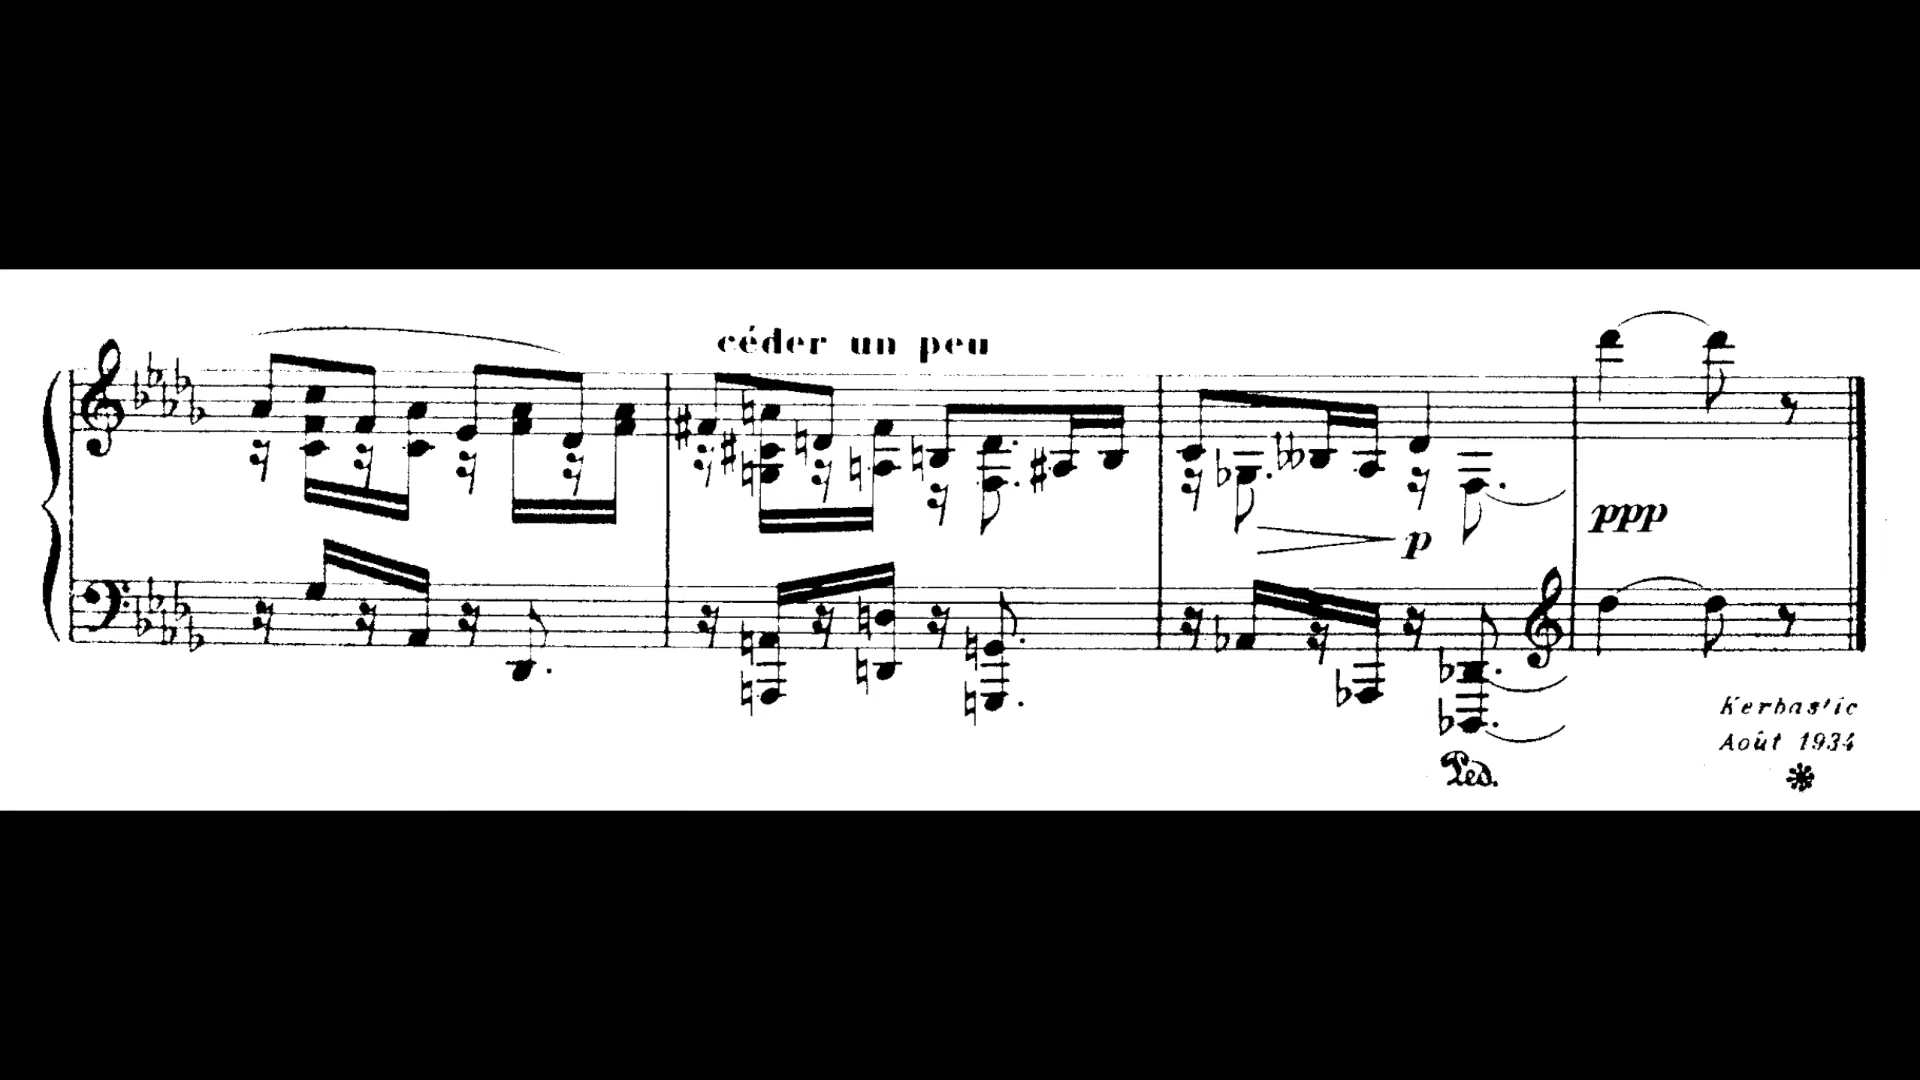 céder un peu
p
ppp
Ped.
Kerbastic
Août 1934